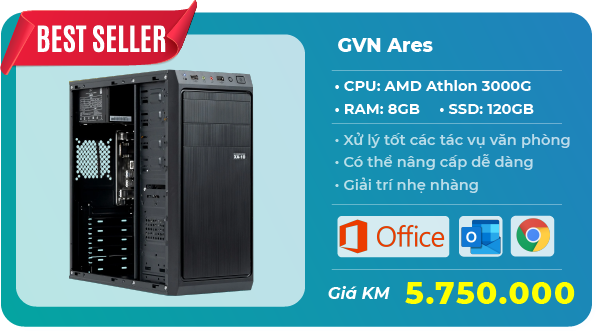 BEST SELLER
GVN Ares
• CPU: AMD Athlon 3000G
• RAM: 8GB • SSD: 120GB
• Xử lý tốt các tác vụ văn phòng
• Có thể nâng cấp dễ dàng
• Giải trí nhẹ nhàng
Office
Giá KM 5.750.000